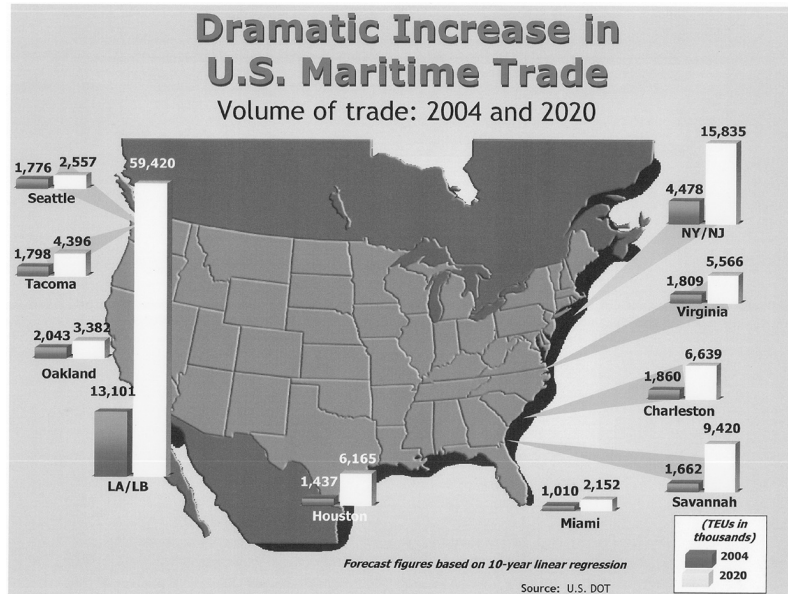 Dramatic Increase in
U.S. Maritime Trade
Volume of trade: 2004 and 2020
1,776 2,557
Seattle
1,798 4,396
Tacoma
2,043 3,382
Oakland
13,101 59,420
LA/LB
1,437 6,165
Houston
1,010 2,152
Miami
4,478 15,835
NY/NJ
1,809 5,566
Virginia
1,860 6,639
Charleston
1,662 9,420
Savannah
(TEUs in
thousands)
2004
2020
Forecast figures based on 10-year linear regression
Source: U.S. DOT